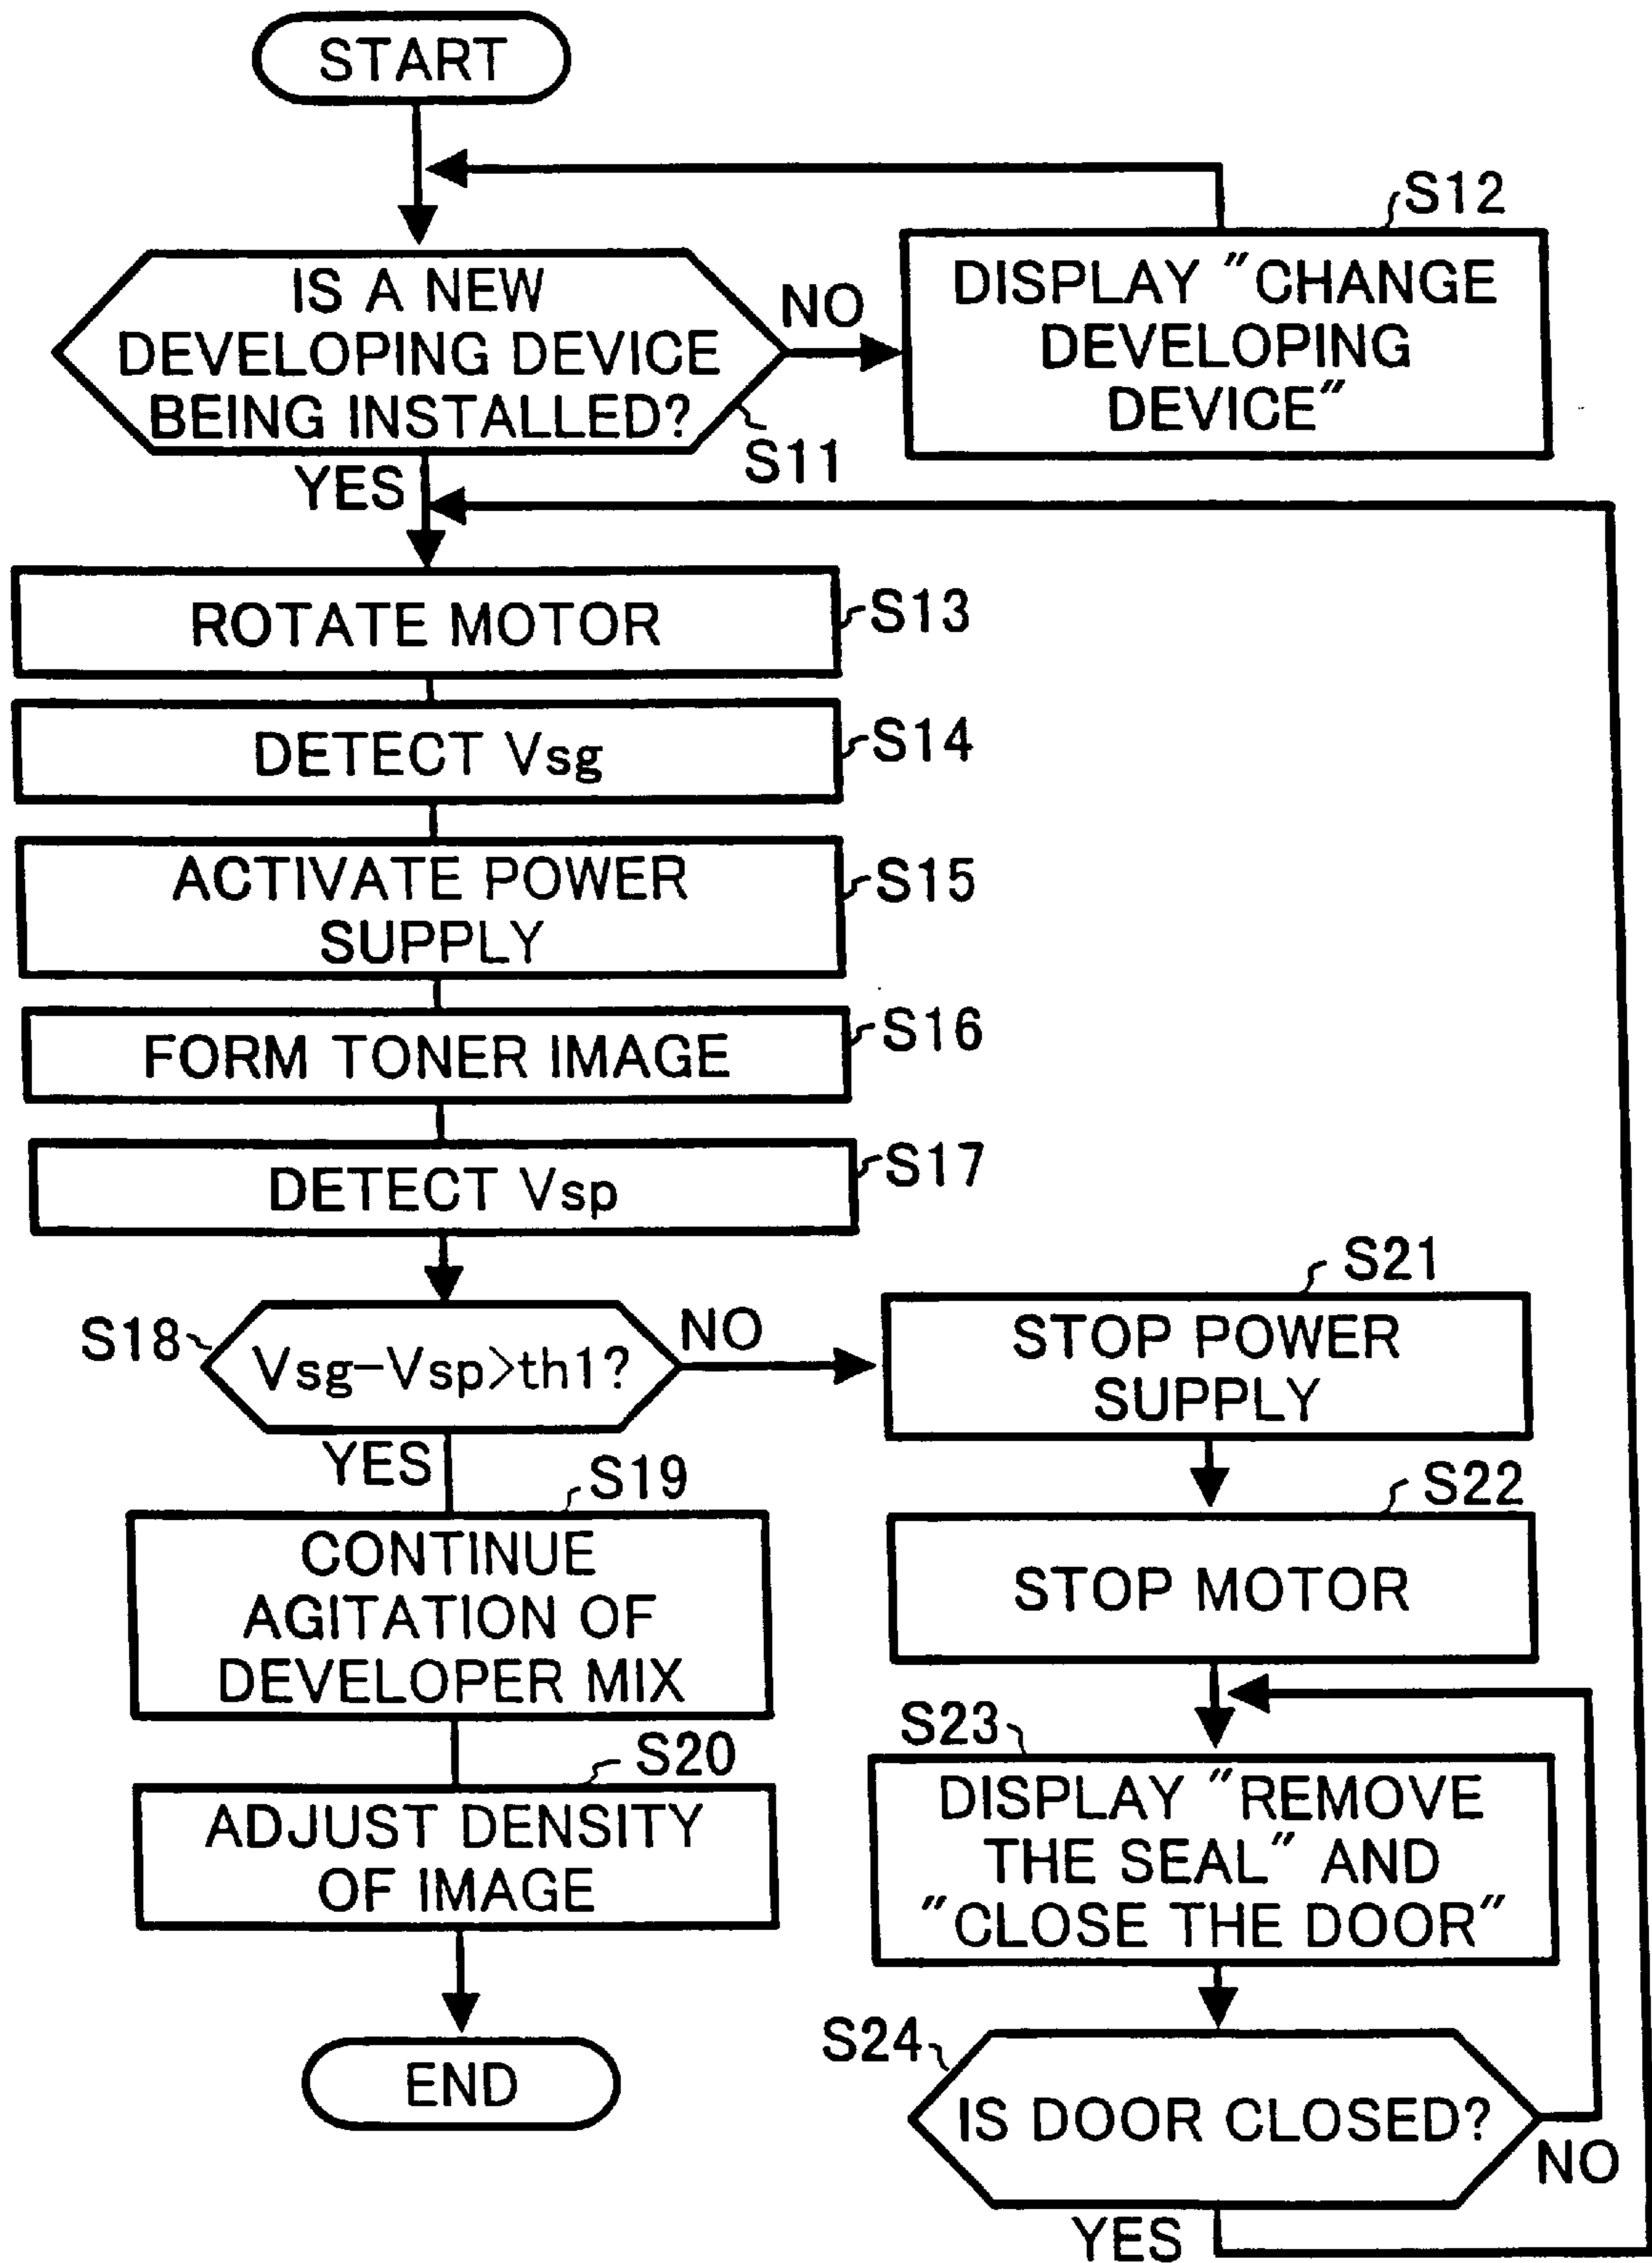 START
S12
IS A NEW
DEVELOPING DEVICE
BEING INSTALLED?
NO
DISPLAY "CHANGE
DEVELOPING
DEVICE"
S11
YES
ROTATE MOTOR
S13
DETECT Vsg
S14
ACTIVATE POWER
SUPPLY
S15
FORM TONER IMAGE
S16
DETECT Vsp
S17
S18
Vsg-Vsp>th1?
NO
S21
STOP POWER
SUPPLY
YES
S19
CONTINUE
AGITATION OF
DEVELOPER MIX
S22
STOP MOTOR
S20
ADJUST DENSITY
OF IMAGE
S23
DISPLAY "REMOVE
THE SEAL" AND
"CLOSE THE DOOR"
END
S24
IS DOOR CLOSED?
NO
YES